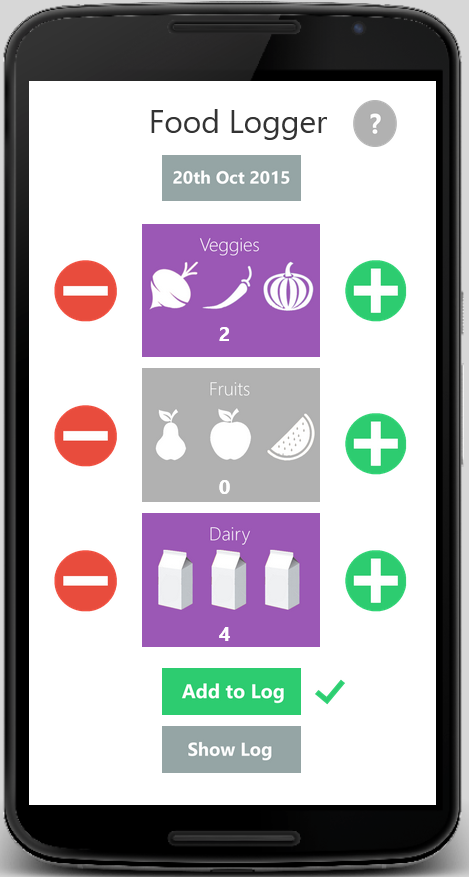 Food Logger
?
20th Oct 2015
Veggies
2
Fruits
0
Dairy
4
Add to Log
Show Log